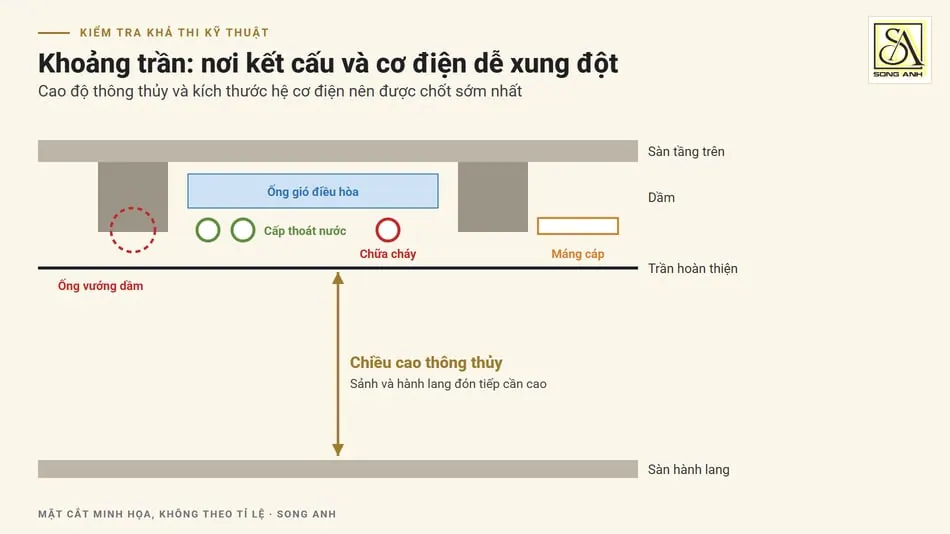 KIỂM TRA KHẢ THI KỸ THUẬT
Khoảng trần: nơi kết cấu và cơ điện dễ xung đột
Cao độ thông thủy và kích thước hệ cơ điện nên được chốt sớm nhất
SA
SONG ANH
Sàn tầng trên
Ống gió điều hòa
Dầm
Cấp thoát nước
Chữa cháy
Máng cáp
Trần hoàn thiện
Ống vướng dầm
Chiều cao thông thủy
Sảnh và hành lang đón tiếp cần cao
Sàn hành lang
MẶT CẮT MINH HỌA, KHÔNG THEO TỈ LỆ · SONG ANH